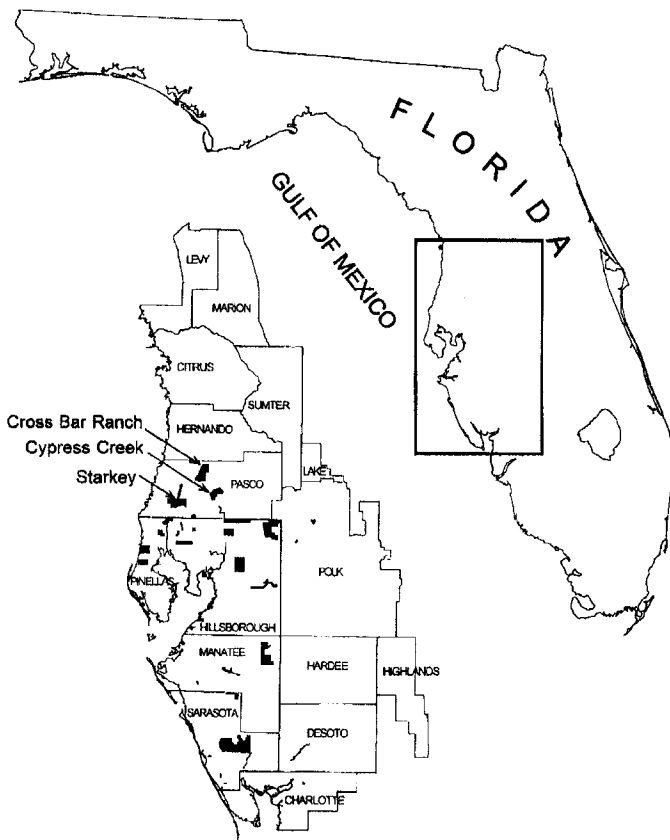 FLORIDA
GULF OF MEXICO
LEVY
MARION
CITRUS
SUMTER
HERNANDO
Cross Bar Ranch
Cypress Creek
Starkey
LAKE
PASCO
POLK
PINELLAS
HILLSBOROUGH
MANATEE
HARDEE
HIGHLANDS
SARASOTA
DESOTO
CHARLOTTE